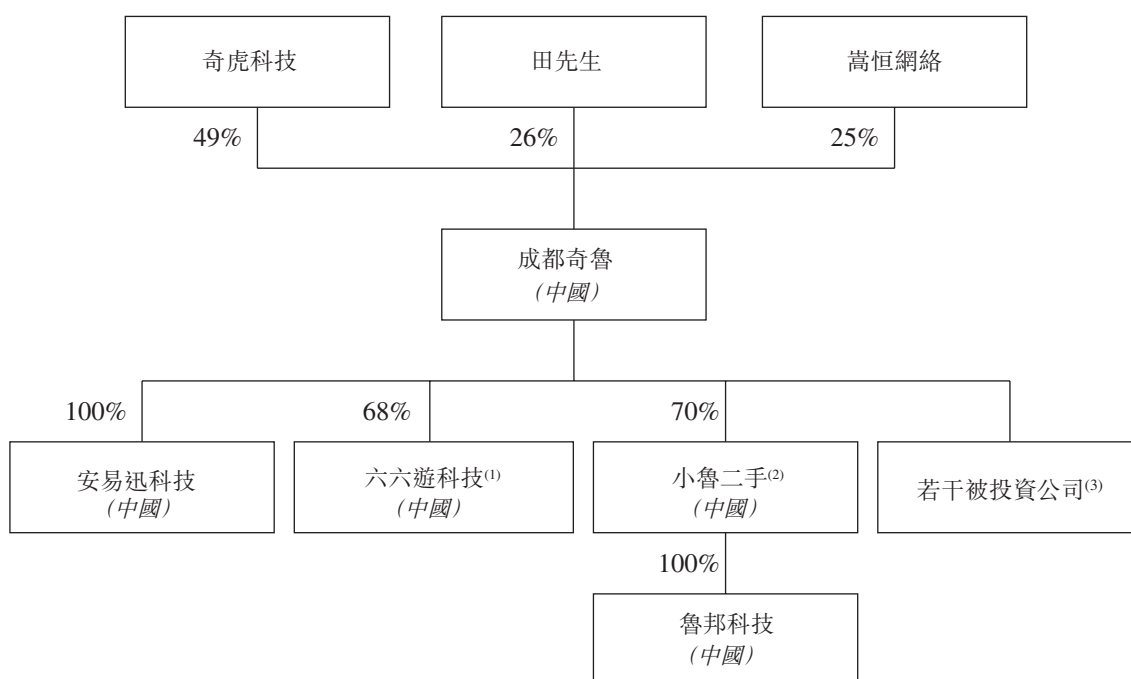 奇虎科技
田先生
嵩恒網絡
49%
26%
25%
成都奇魯
（中國）
100%
68%
70%
安易迅科技
（中國）
六六遊科技(1)
（中國）
小魯二手(2)
（中國）
若干被投資公司(3)
100%
魯邦科技
（中國）